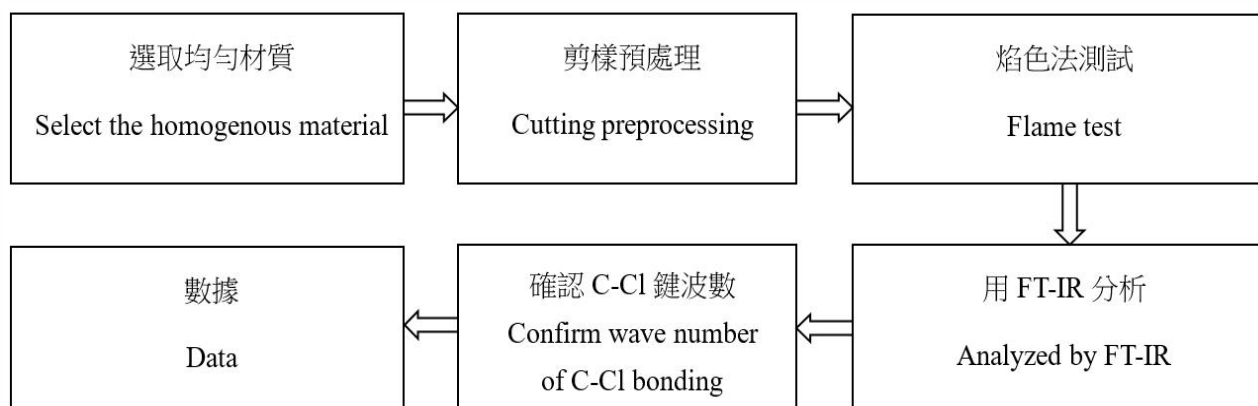 選取均勻材質
Select the homogenous material
剪樣預處理
Cutting preprocessing
焰色法測試
Flame test
用 FT-IR 分析
Analyzed by FT-IR
確認 C-Cl 鍵波數
Confirm wave number
of C-Cl bonding
數據
Data